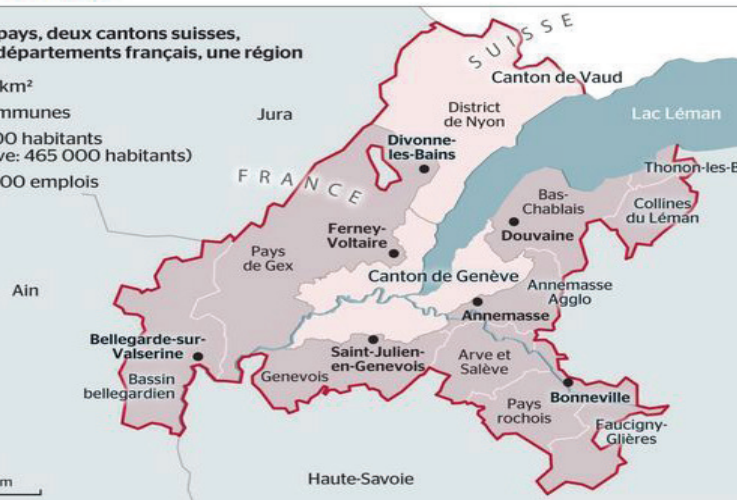 pays, deux cantons suisses,
départements français, une région
km²
mmunes
00 habitants
ve: 465 000 habitants)
00 emplois
SUISSE
Canton de Vaud
Jura
District
de Nyon
Lac Léman
Divonne-
les-Bains
Thonon-les-B
FRANCE
Bas-
Chablais
Collines
du Léman
Ferney-
Voltaire
Douvaine
Pays
de Gex
Canton de Genève
Ain
Annemasse
Agglo
Annemasse
Bellegarde-sur-
Valserine
Saint-Julien-
en-Genevois
Arve et
Salève
Bassin
bellegardien
Genevois
Bonneville
Pays
rochois
Faucigny-
Glières
Haute-Savoie
m